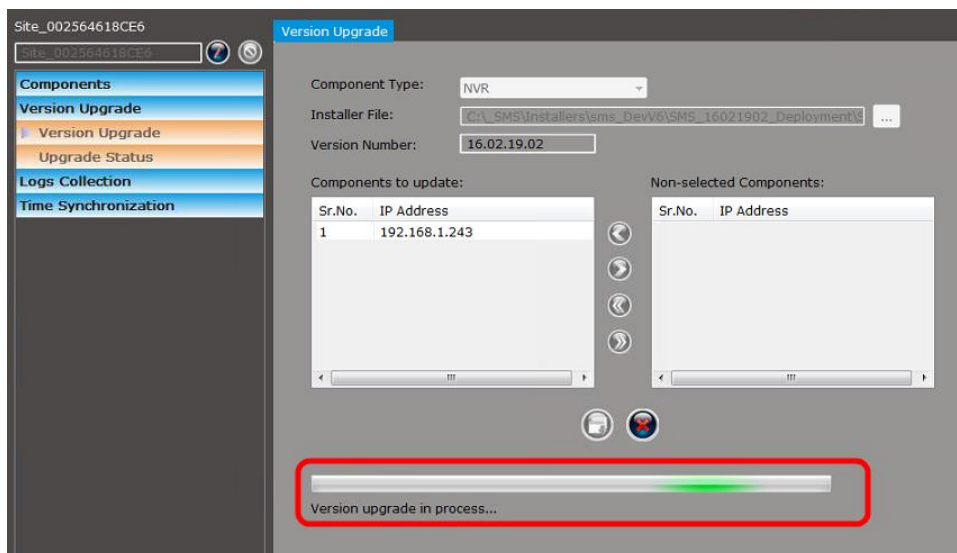 Site_002564618CE6
Site_002564618CE6
Components
Version Upgrade
Version Upgrade
Upgrade Status
Logs Collection
Time Synchronization
Version Upgrade
Component Type:
NVR
Installer File:
C:\_SMS\Installers\sms_DevV6\SMS_16021902_Deployment\S
...
Version Number:
16.02.19.02
Components to update:
Sr.No. IP Address
1 192.168.1.243
Non-selected Components:
Sr.No. IP Address
Version upgrade in process...